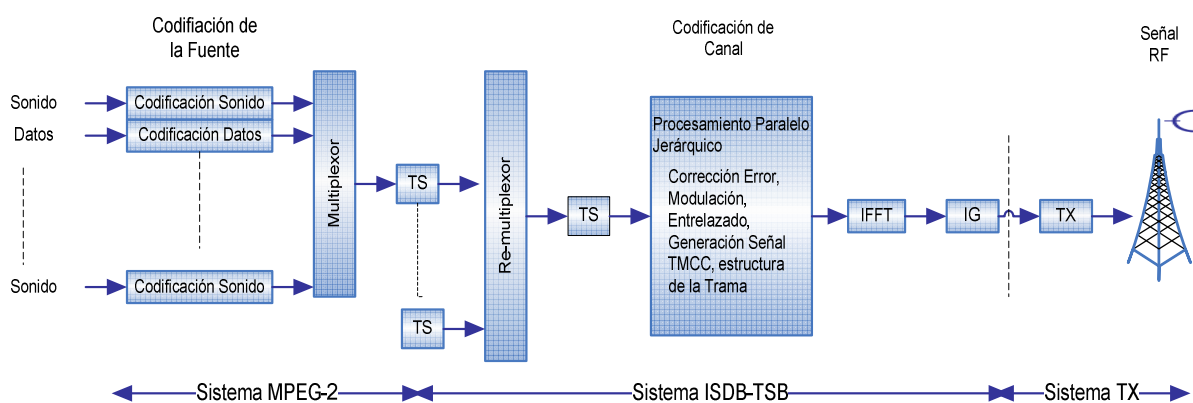 Codifiación de
la Fuente
Codificación de
Canal
Señal
RF
Sonido
Codificación Sonido
Datos
Codificación Datos
Sonido
Codificación Sonido
Multiplexor
TS
TS
Re-multiplexor
TS
Procesamiento Paralelo
Jerárquico
Corrección Error,
Modulación,
Entrelazado,
Generación Señal
TMCC, estructura
de la Trama
IFFT
IG
TX
Sistema MPEG-2
Sistema ISDB-TSB
Sistema TX